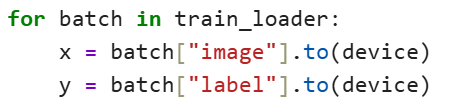 for batch in train_loader:
    x = batch["image"].to(device)
    y = batch["label"].to(device)